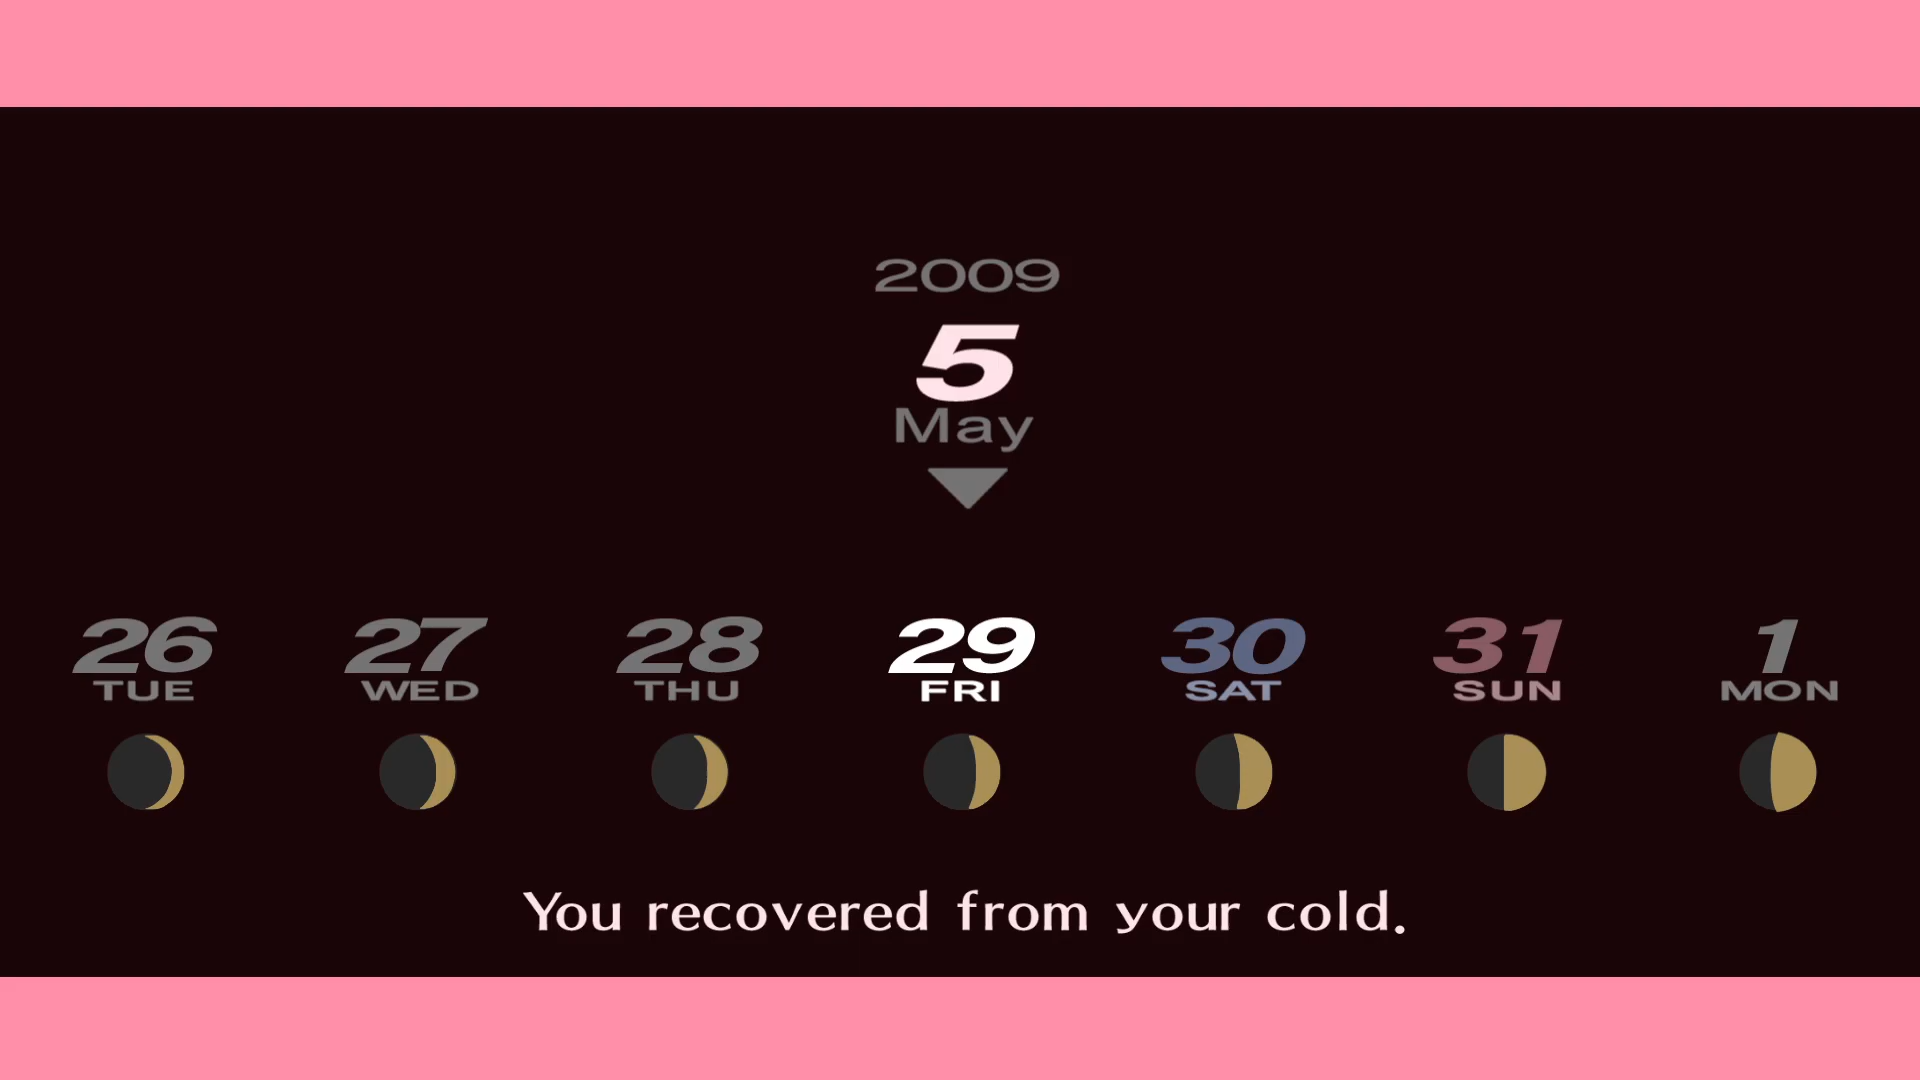 2009
5
May
26 27 28 29 30 31 1
TUE WED THU FRI SAT SUN MON
You recovered from your cold.